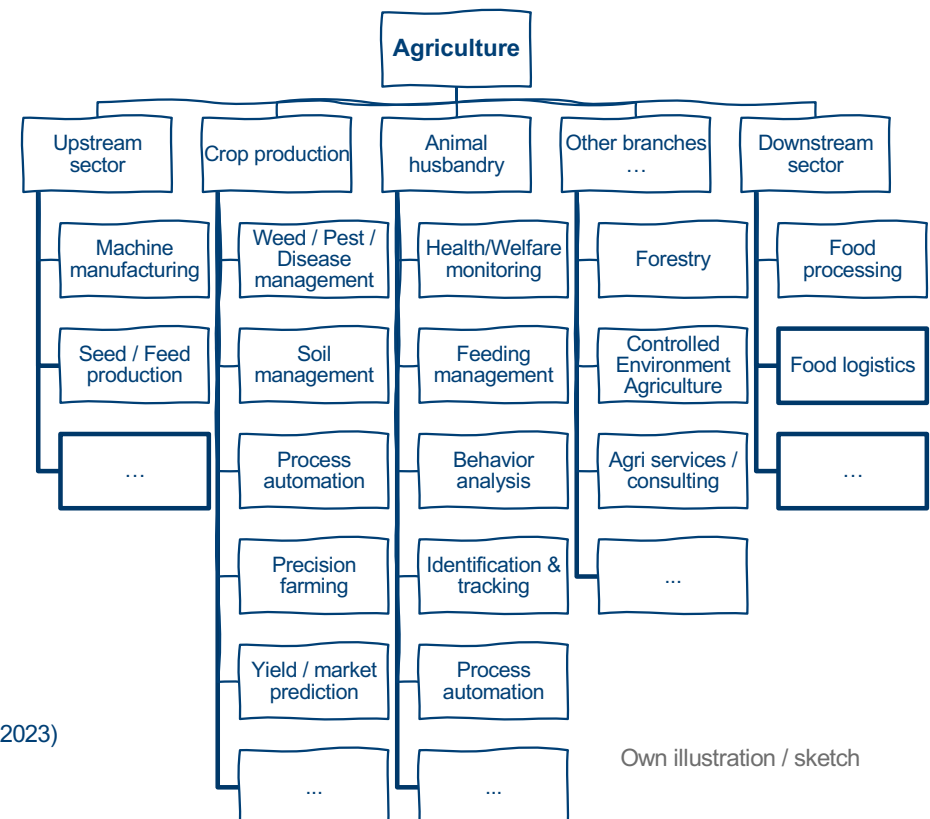 Agriculture
Upstream
sector
Machine
manufacturing
Seed / Feed
production
…
Crop production
Weed / Pest /
Disease
management
Soil
management
Process
automation
Precision
farming
Yield / market
prediction
...
Animal
husbandry
Health/Welfare
monitoring
Feeding
management
Behavior
analysis
Identification &
tracking
Process
automation
...
Other branches
…
Forestry
Controlled
Environment
Agriculture
Agri services /
consulting
...
Downstream
sector
Food
processing
Food logistics
…
2023)
Own illustration / sketch